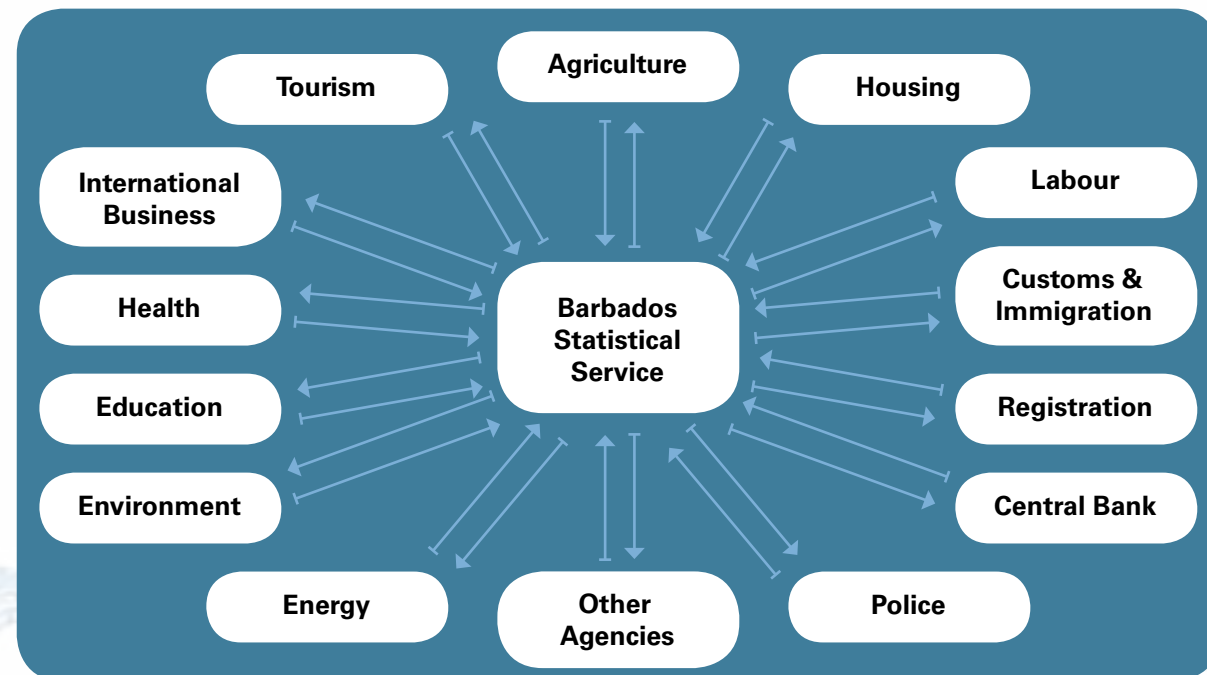 Tourism
Agriculture
Housing
International
Business
Labour
Health
Barbados
Statistical
Service
Customs &
Immigration
Education
Registration
Environment
Central Bank
Energy
Other
Agencies
Police